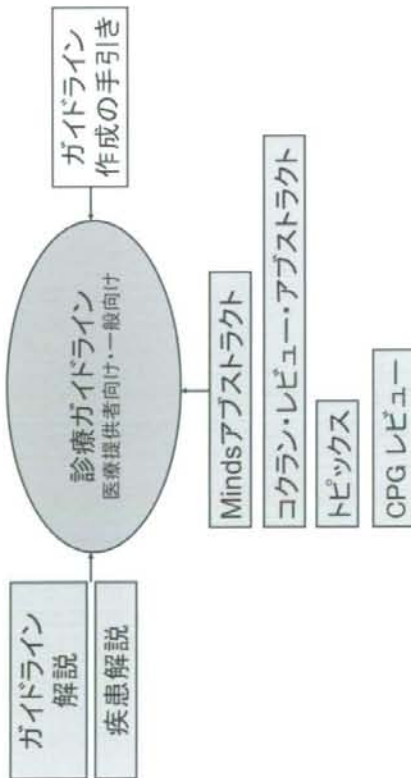 ガイドライン
解説
疾患解説
診療ガイドライン
医療提供者向け・一般向け
ガイドライン
作成の手引き
Mindsアブストラクト
コクラン・レビュー・アブストラクト
トピックス
CPG レビュー